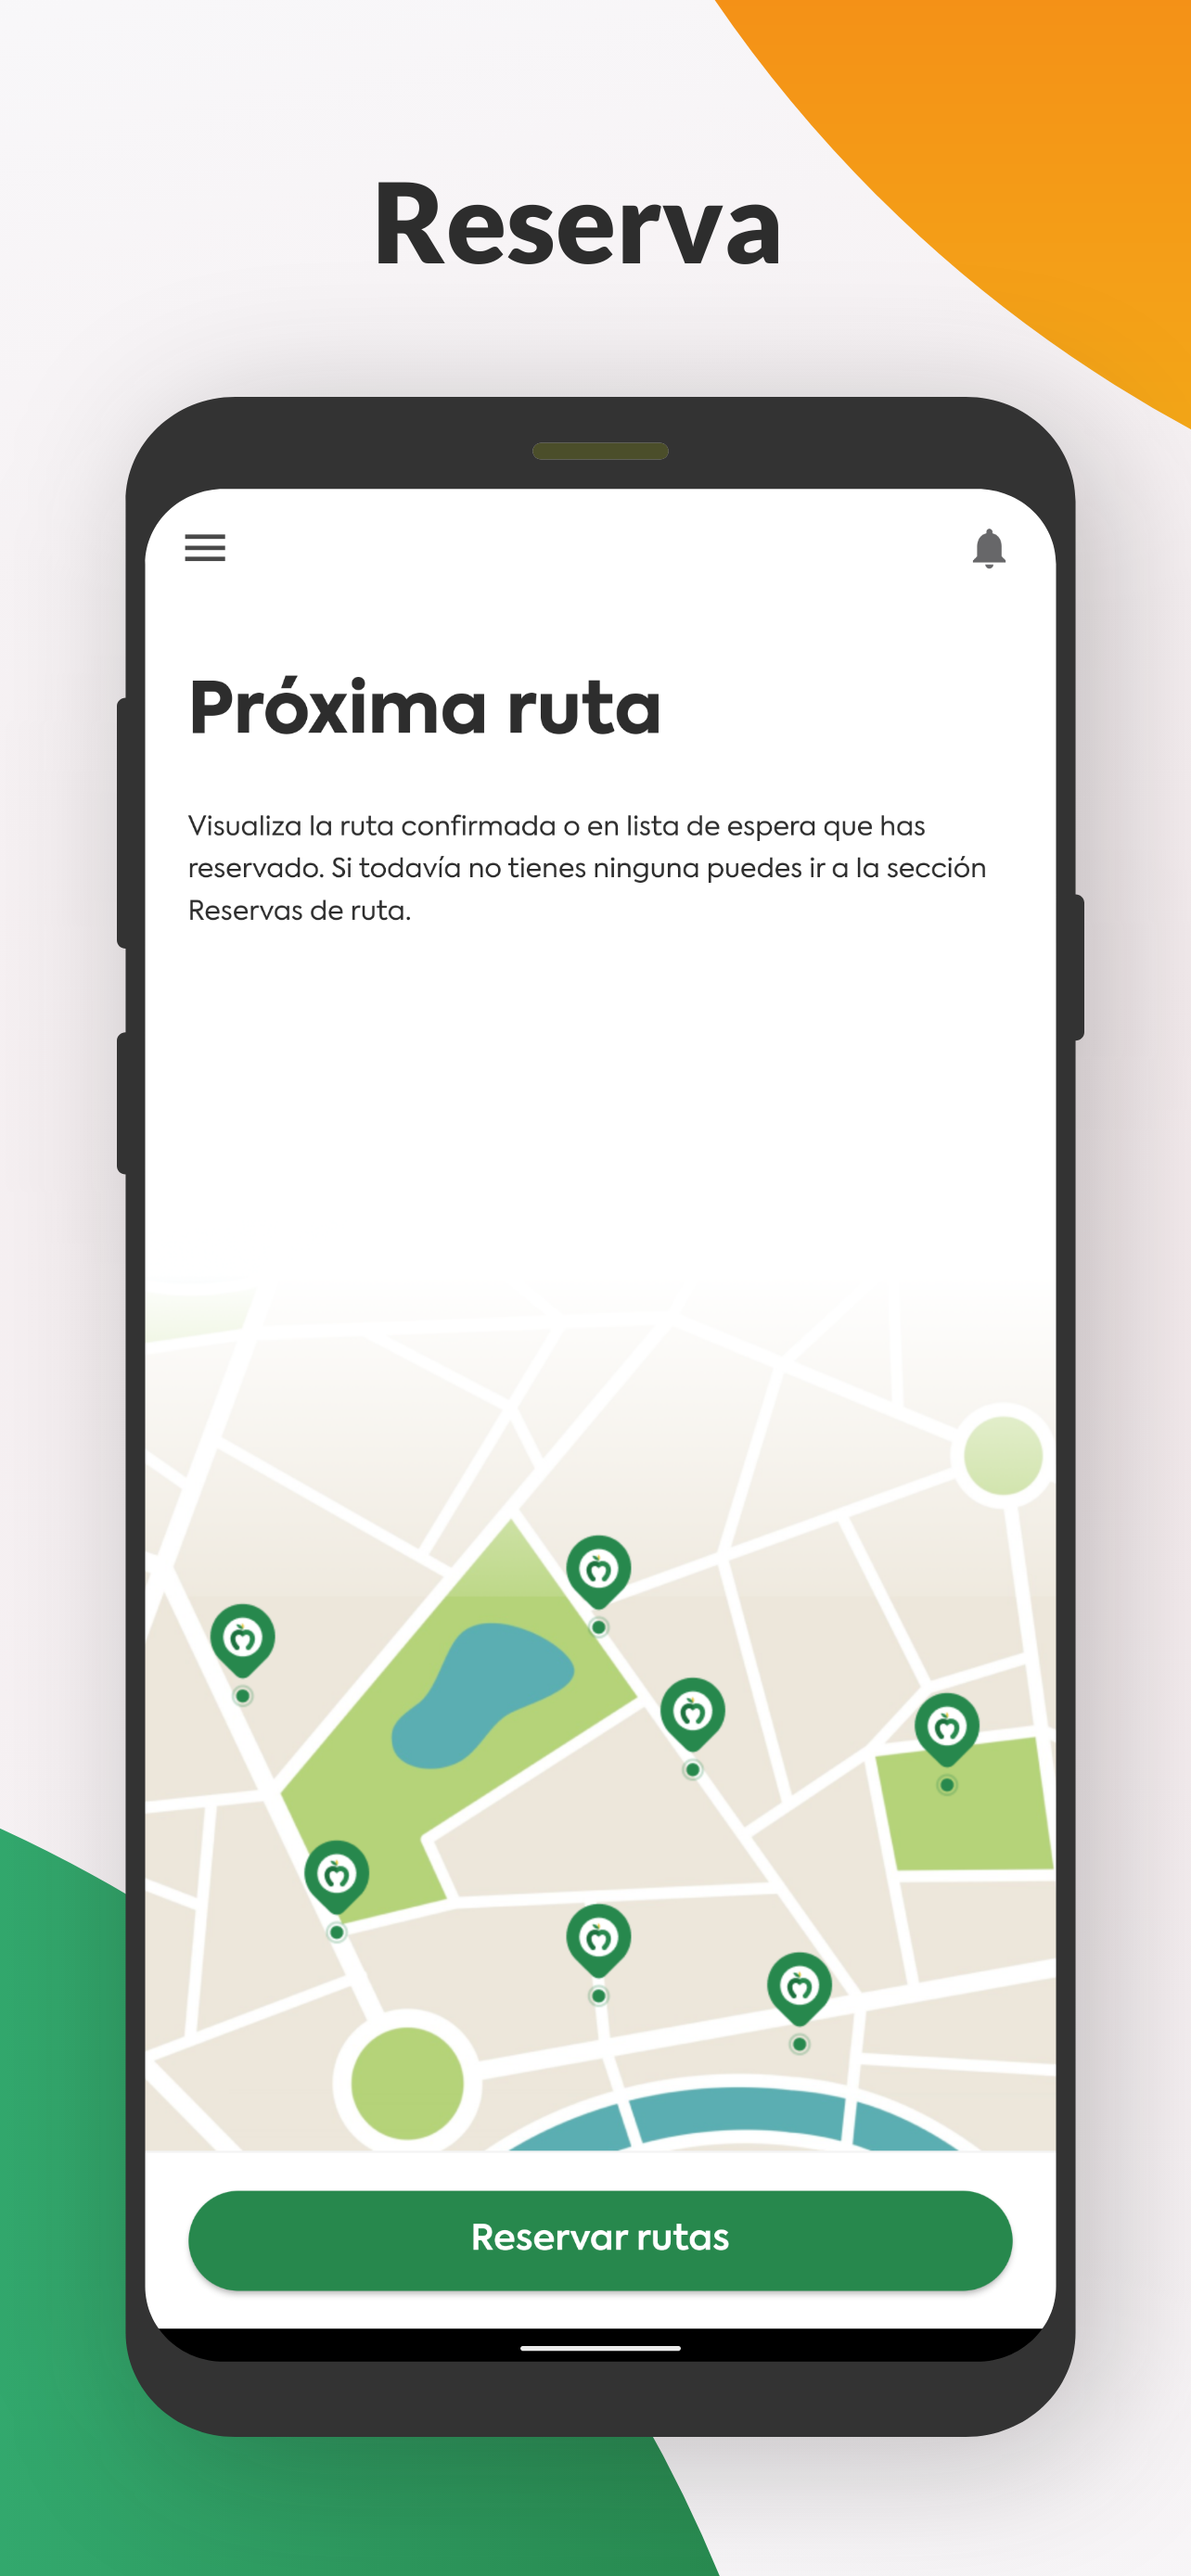 Reserva
Próxima ruta
Visualiza la ruta confirmada o en lista de espera que has
reservado. Si todavía no tienes ninguna puedes ir a la sección
Reservas de ruta.
Reservar rutas